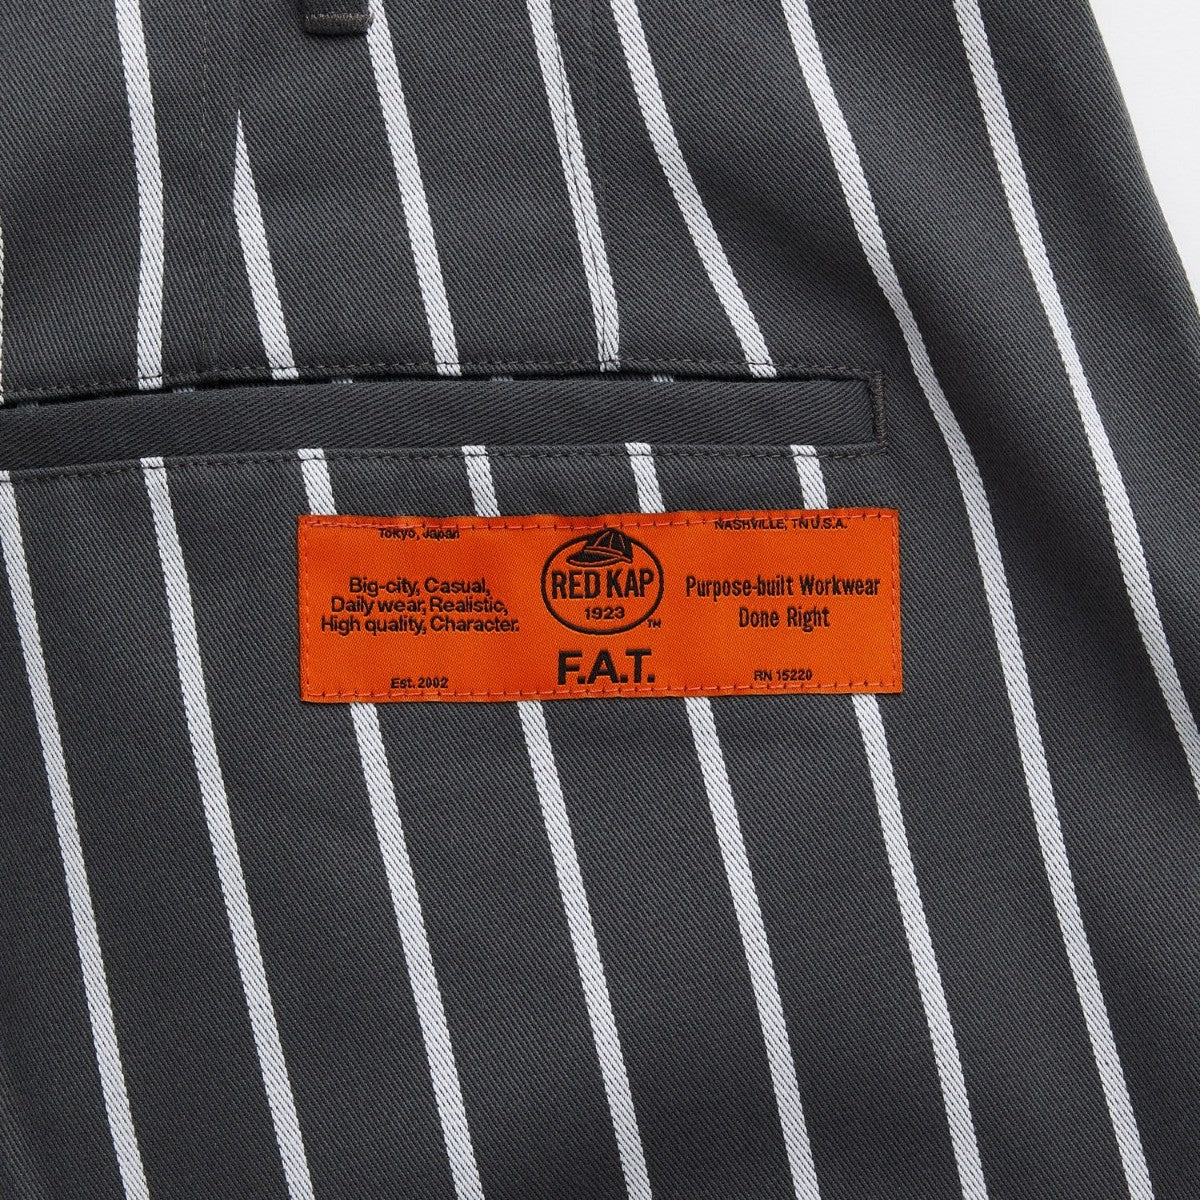 Tokyo, Japan
Big-city, Casual,
Daily wear, Realistic,
High quality, Character.
Est. 2002
RED KAP
1923
TM
F.A.T.
NASHVILLE, TN U.S.A.
Purpose-built Workwear
Done Right
RN 15220